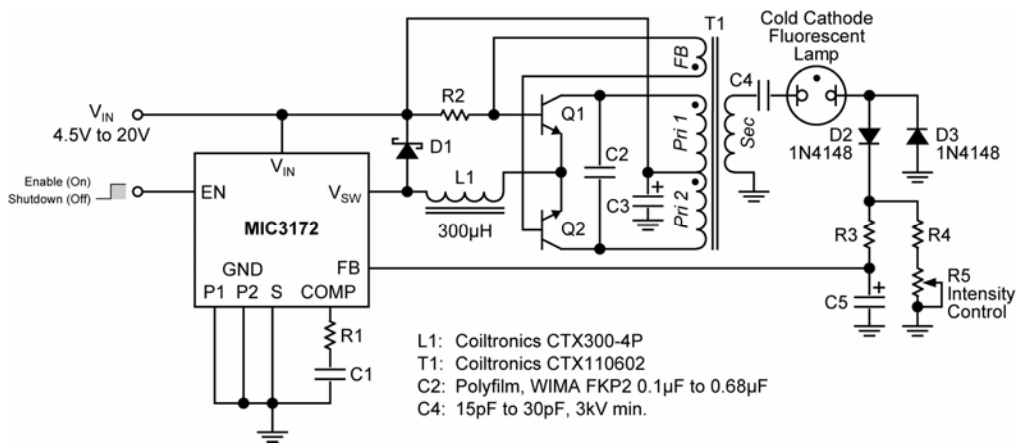 T1
Cold Cathode
Fluorescent
Lamp
FB
C4
R2
VIN
4.5V to 20V
Q1
D1
C2
Pri 1
Sec
D2
1N4148
D3
1N4148
VIN
L1
Enable (On)
Shutdown (Off)
EN
VSW
C3
Pri 2
300µH
Q2
MIC3172
R3
R4
GND
FB
P1 P2 S COMP
C5
R5
Intensity
Control
R1
C1
L1: Coiltronics CTX300-4P
T1: Coiltronics CTX110602
C2: Polyfilm, WIMA FKP2 0.1µF to 0.68µF
C4: 15pF to 30pF, 3kV min.